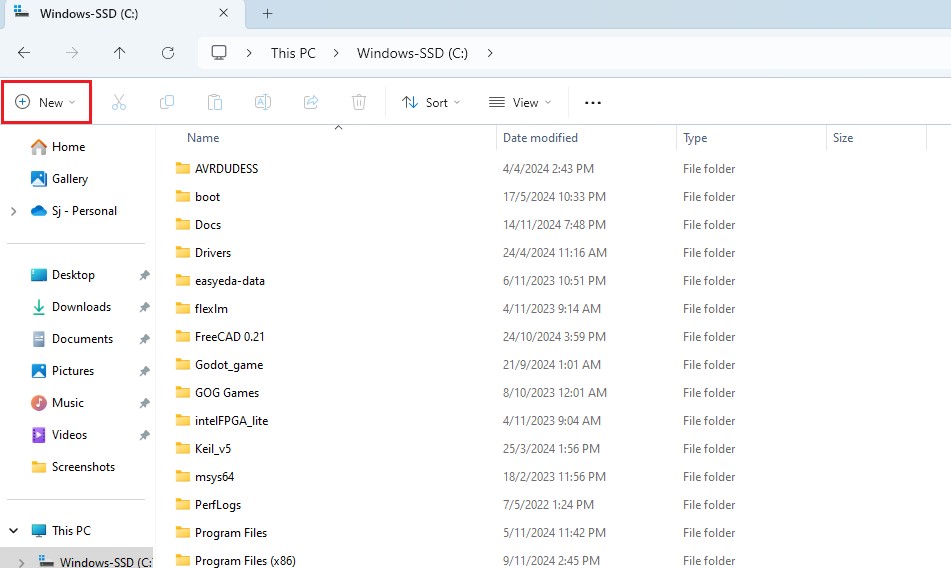 Windows-SSD (C:)
This PC Windows-SSD (C:)
New Sort View
Name Date modified Type Size
Home
Gallery
Sj - Personal
Desktop
Downloads
Documents
Pictures
Music
Videos
Screenshots
This PC
Windows-SSD (C:
AVRDUDESS 4/4/2024 2:43 PM File folder
boot 17/5/2024 10:33 PM File folder
Docs 14/11/2024 7:48 PM File folder
Drivers 24/4/2024 11:16 AM File folder
easyeda-data 6/11/2023 10:51 PM File folder
flexlm 4/11/2023 9:14 AM File folder
FreeCAD 0.21 24/10/2024 3:59 PM File folder
Godot_game 21/9/2024 1:01 AM File folder
GOG Games 8/10/2023 12:01 AM File folder
intelFPGA_lite 4/11/2023 9:04 AM File folder
Keil_v5 25/3/2024 1:56 PM File folder
msys64 18/2/2023 11:56 PM File folder
PerfLogs 7/5/2022 1:24 PM File folder
Program Files 5/11/2024 11:42 PM File folder
Program Files (x86) 9/11/2024 2:45 PM File folder